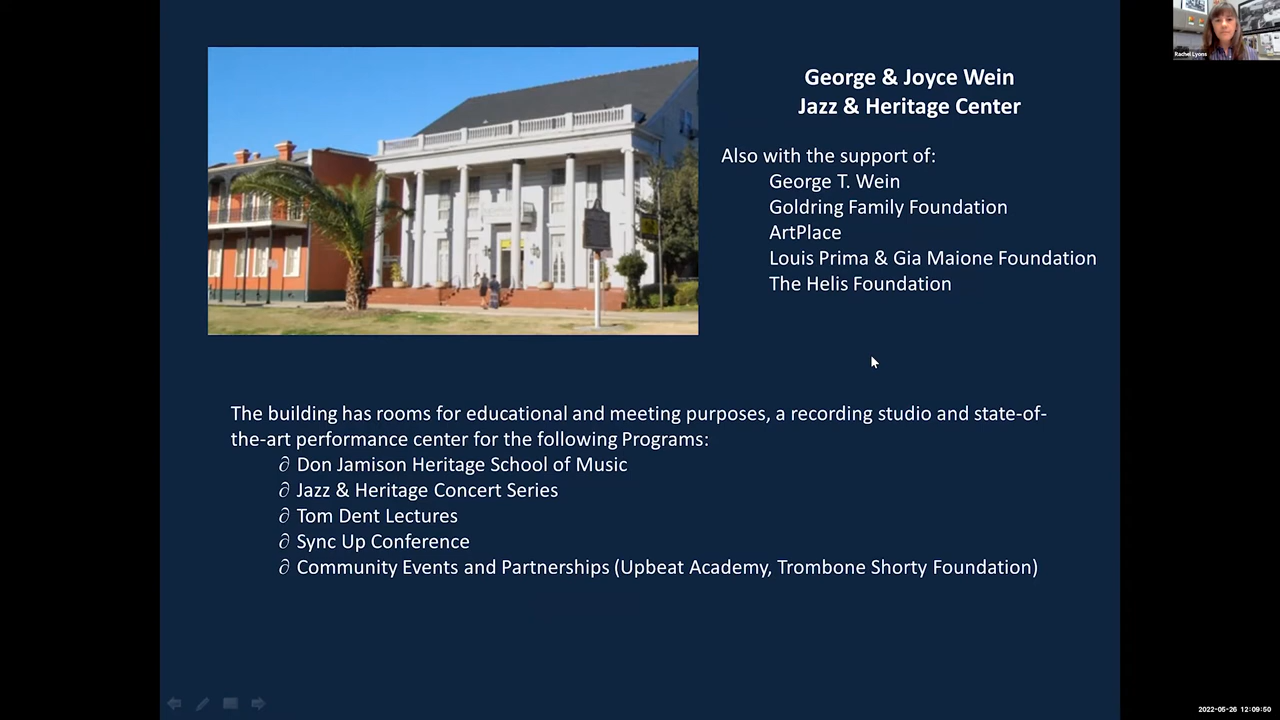 Rachel Lyons
George & Joyce Wein
Jazz & Heritage Center
Also with the support of:
George T. Wein
Goldring Family Foundation
ArtPlace
Louis Prima & Gia Maione Foundation
The Helis Foundation
The building has rooms for educational and meeting purposes, a recording studio and state-of-
the-art performance center for the following Programs:
∂ Don Jamison Heritage School of Music
∂ Jazz & Heritage Concert Series
∂ Tom Dent Lectures
∂ Sync Up Conference
∂ Community Events and Partnerships (Upbeat Academy, Trombone Shorty Foundation)
2022-05-26 12:09:50